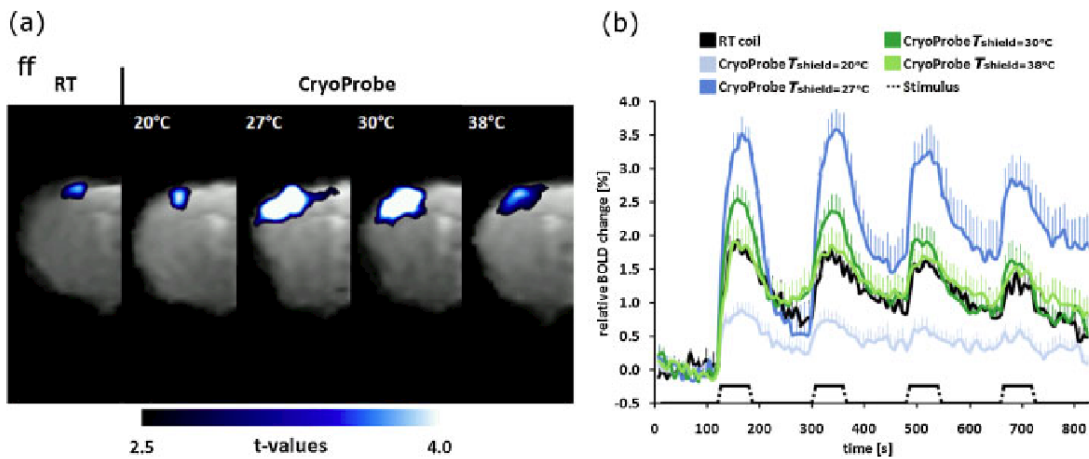 (a)
ff
RT
CryoProbe
20°C 27°C 30°C 38°C
2.5 t-values 4.0
(b)
RT coil
CryoProbe Tshield=20°C
CryoProbe Tshield=27°C
CryoProbe Tshield=30°C
CryoProbe Tshield=38°C
Stimulus
relative BOLD change [%]
4.0
3.5
3.0
2.5
2.0
1.5
1.0
0.5
0.0
-0.5
0 100 200 300 400 500 600 700 800
time [s]